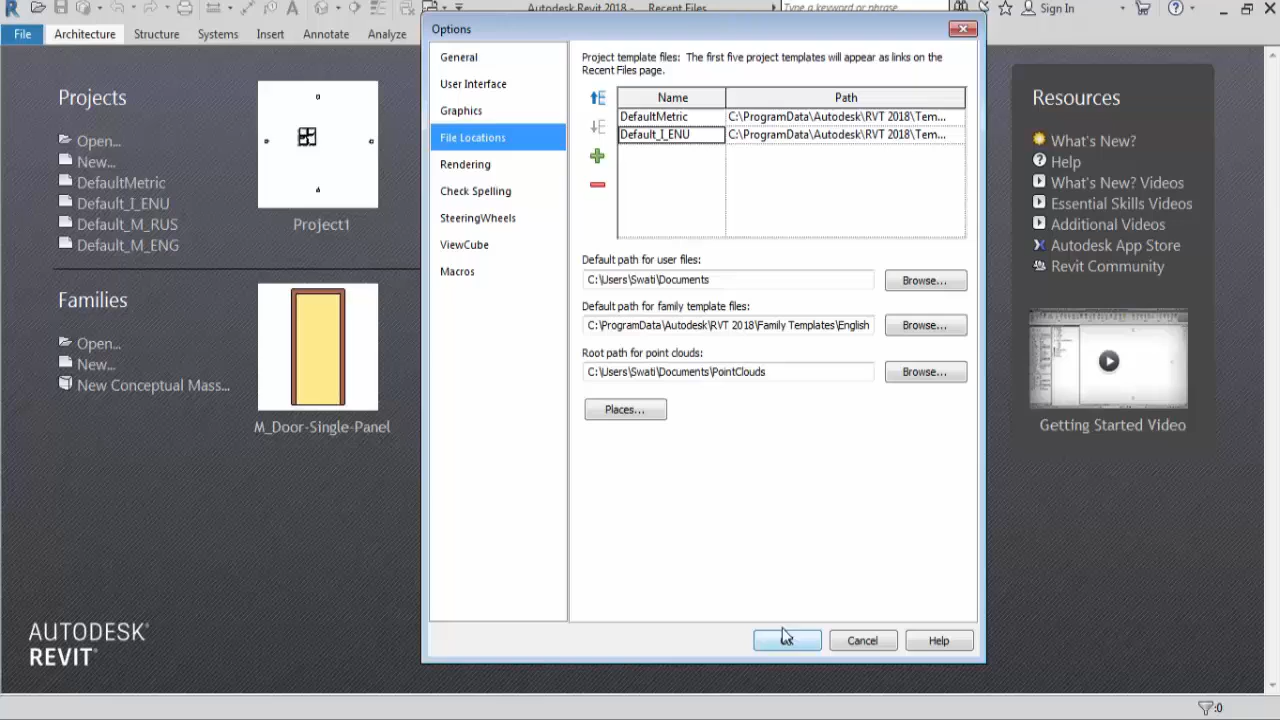 Autodesk Revit 2018 - Recent Files
Type a keyword or phrase
Sign In
File
Architecture
Structure
Systems
Insert
Annotate
Analyze
Options
General
User Interface
Graphics
File Locations
Rendering
Check Spelling
SteeringWheels
ViewCube
Macros
Project template files: The first five project templates will appear as links on the
Recent Files page.
Name Path
DefaultMetric C:\ProgramData\Autodesk\RVT 2018\Tem...
Default_I_ENU C:\ProgramData\Autodesk\RVT 2018\Tem...
Default path for user files:
C:\Users\Swati\Documents Browse...
Default path for family template files:
C:\ProgramData\Autodesk\RVT 2018\Family Templates\English Browse...
Root path for point clouds:
C:\Users\Swati\Documents\PointClouds Browse...
Places...
Cancel
Help
Projects
Open...
New...
DefaultMetric
Default_I_ENU
Default_M_RUS
Default_M_ENG
Project1
Families
Open...
New...
New Conceptual Mass...
M_Door-Single-Panel
Resources
What's New?
Help
What's New? Videos
Essential Skills Videos
Additional Videos
Autodesk App Store
Revit Community
Getting Started Video
AUTODESK®
REVIT®
:0